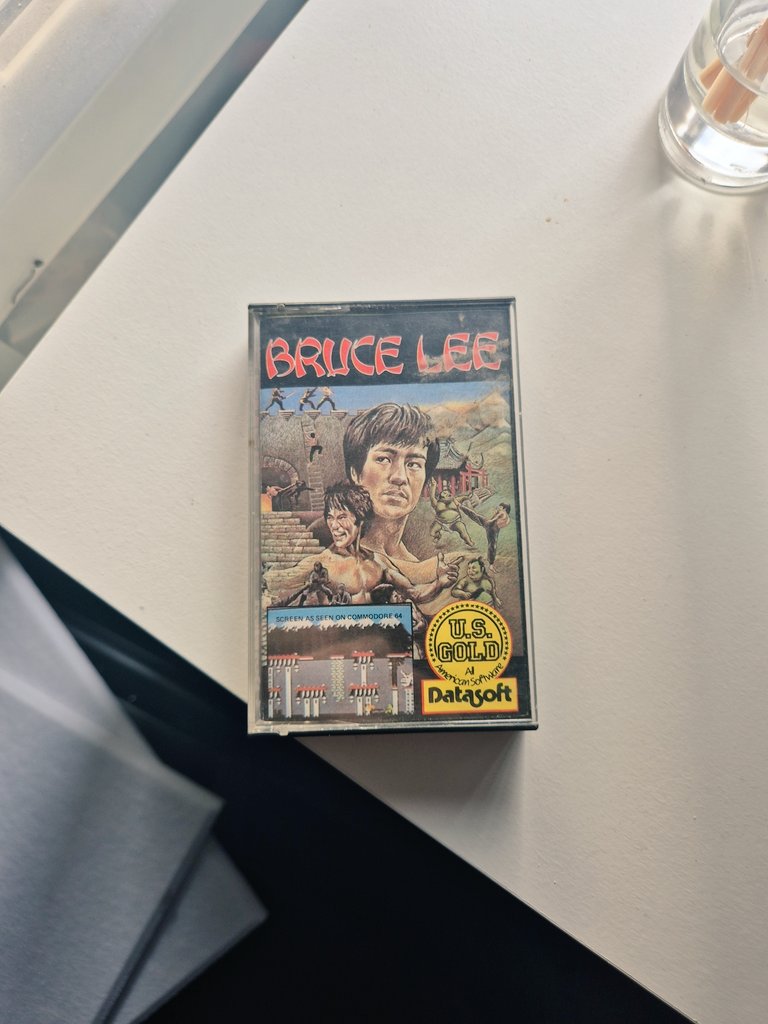 BRUCE LEE
SCREEN AS SEEN ON COMMODORE 64
U.S.
GOLD
All
American Software
Datasoft